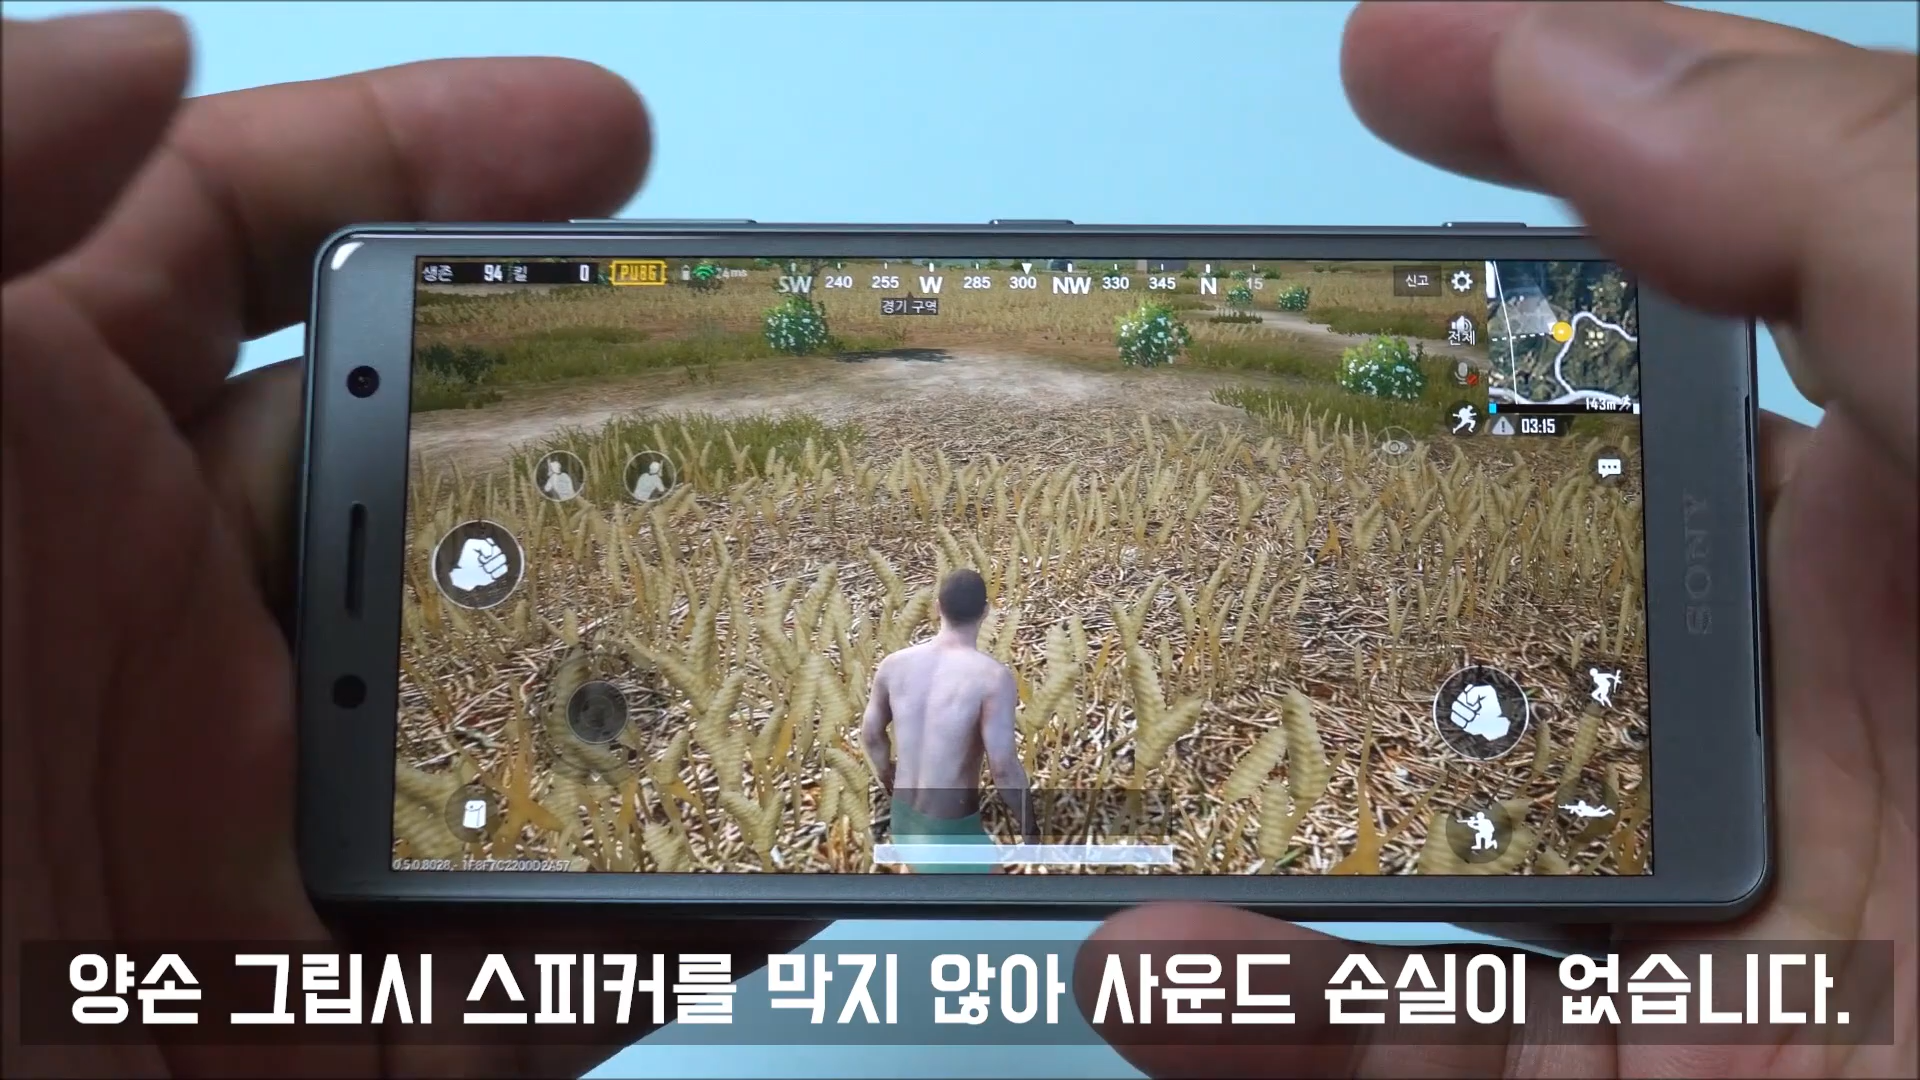 생존 94 킬 0 PUBG
SW 240 255 W 285 300 NW 330 345 N 15
경기 구역
신고
전체
143m
03:15
SONY
양손 그립시 스피커를 막지 않아 사운드 손실이 없습니다.